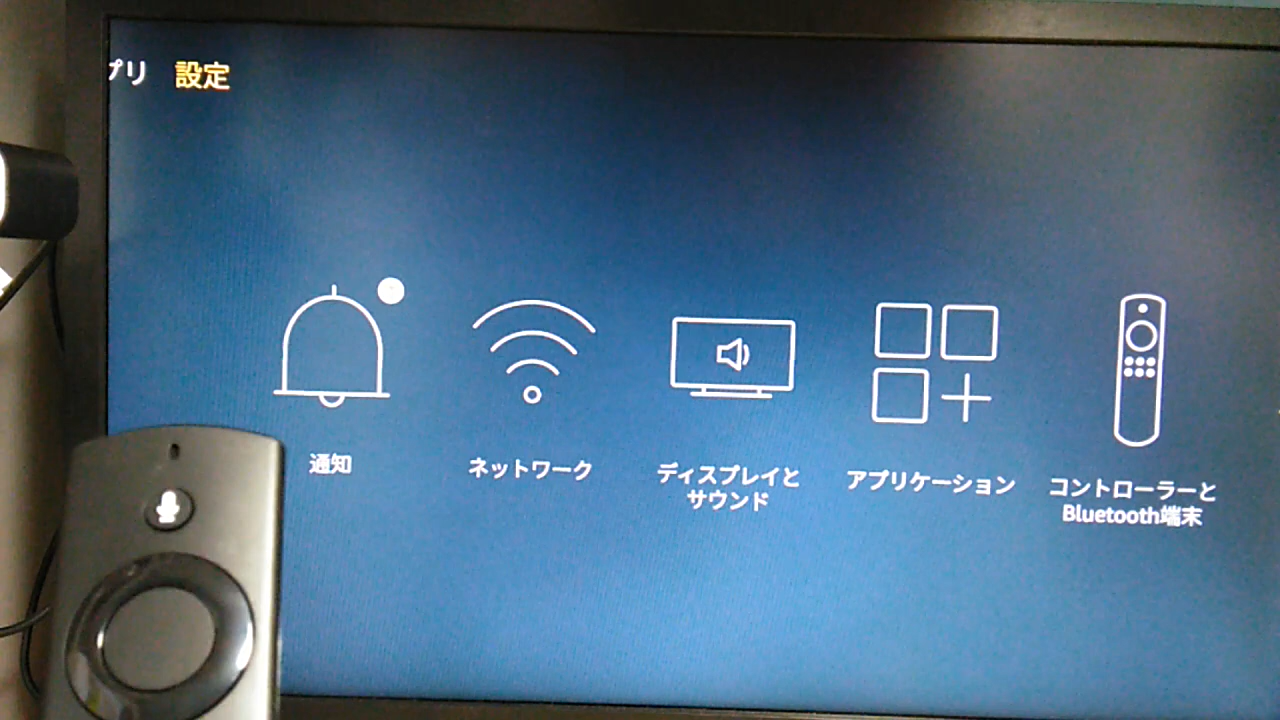 プリ 設定
通知
ネットワーク
ディスプレイと
サウンド
アプリケーション
コントローラーと
Bluetooth端末